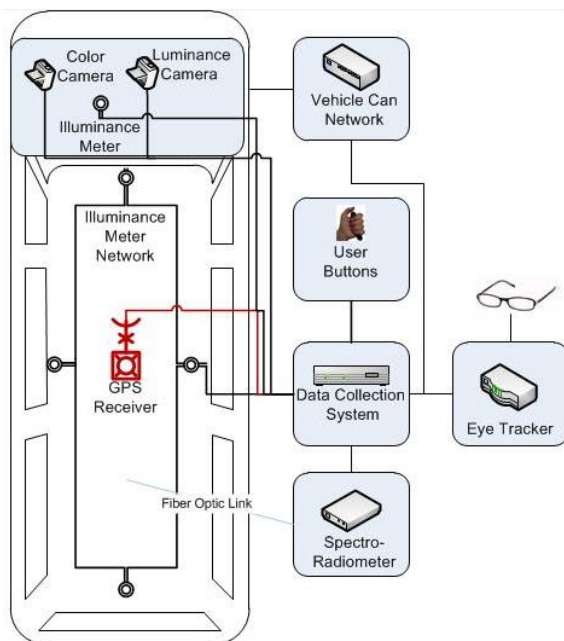 Color
Camera
Luminance
Camera
Illuminance
Meter
Vehicle Can
Network
Illuminance
Meter
Network
User
Buttons
GPS
Receiver
Data Collection
System
Eye Tracker
Fiber Optic Link
Spectro-
Radiometer